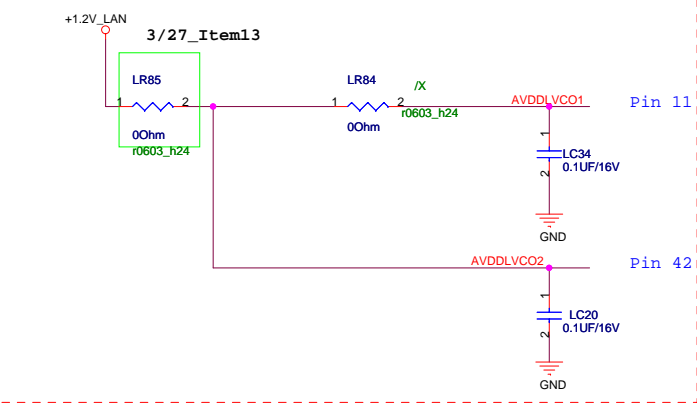 +1.2V_LAN
3/27_Item13
LR85
1
2
0Ohm
r0603_h24
LR84
/X
1
2
r0603_h24
0Ohm
AVDDLVCO1
Pin 11
1
LC34
0.1UF/16V
2
GND
AVDDLVCO2
Pin 42
1
LC20
0.1UF/16V
2
GND